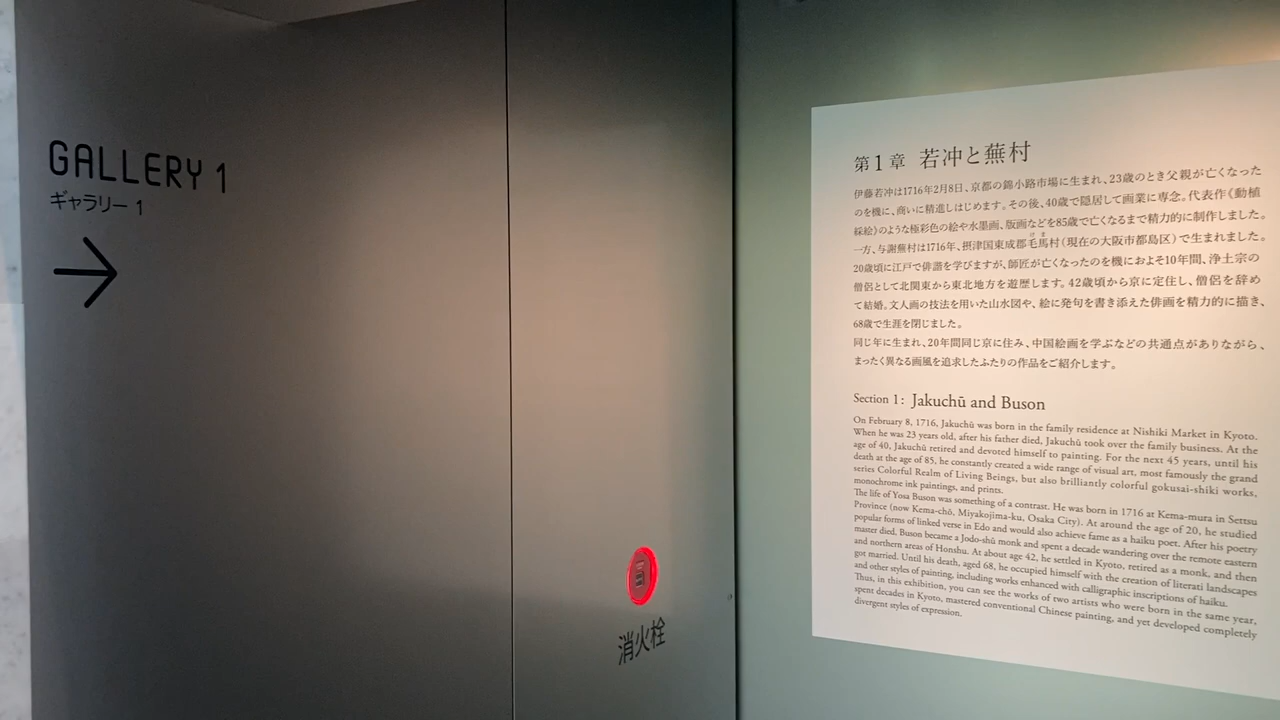 GALLERY 1
ギャラリー 1
消火栓
第1章 若冲と蕪村
伊藤若冲は1716年2月8日、京都の錦小路市場に生まれ、23歳のとき父親が亡くなった
のを機に、商いに精進しはじめます。その後、40歳で隠居して画業に専念。代表作《動植
綵絵》のような極彩色の絵や水墨画、版画などを85歳で亡くなるまで精力的に制作しました。
一方、与謝蕪村は1716年、摂津国東成郡毛馬村（現在の大阪市都島区）で生まれました。
20歳頃に江戸で俳諧を学びますが、師匠が亡くなったのを機におよそ10年間、浄土宗の
僧侶として北関東から東北地方を遊歴します。42歳頃から京に定住し、僧侶を辞め
て結婚。文人画の技法を用いた山水図や、絵に発句を書き添えた俳画を精力的に描き、
68歳で生涯を閉じました。
同じ年に生まれ、20年間同じ京に住み、中国絵画を学ぶなどの共通点がありながら、
まったく異なる画風を追求したふたりの作品をご紹介します。
Section 1: Jakuchū and Buson
On February 8, 1716, Jakuchū was born in the family residence at Nishiki Market in Kyoto.
When he was 23 years old, after his father died, Jakuchū took over the family business. At the
age of 40, Jakuchū retired and devoted himself to painting. For the next 45 years, until his
death at the age of 85, he constantly created a wide range of visual art, most famously the grand
series Colorful Realm of Living Beings, but also brilliantly colorful gokusai-shiki works,
monochrome ink paintings, and prints.
The life of Yosa Buson was something of a contrast. He was born in 1716 at Kema-mura in Settsu
Province (now Kema-chō, Miyakojima-ku, Osaka City). At around the age of 20, he studied
popular forms of linked verse in Edo and would also achieve fame as a haiku poet. After his poetry
master died, Buson became a Jodo-shū monk and spent a decade wandering over the remote eastern
and northern areas of Honshu. At about age 42, he settled in Kyoto, retired as a monk, and then
got married. Until his death, aged 68, he occupied himself with the creation of literati landscapes
and other styles of painting, including works enhanced with calligraphic inscriptions of haiku.
Thus, in this exhibition, you can see the works of two artists who were born in the same year,
spent decades in Kyoto, mastered conventional Chinese painting, and yet developed completely
divergent styles of expression.